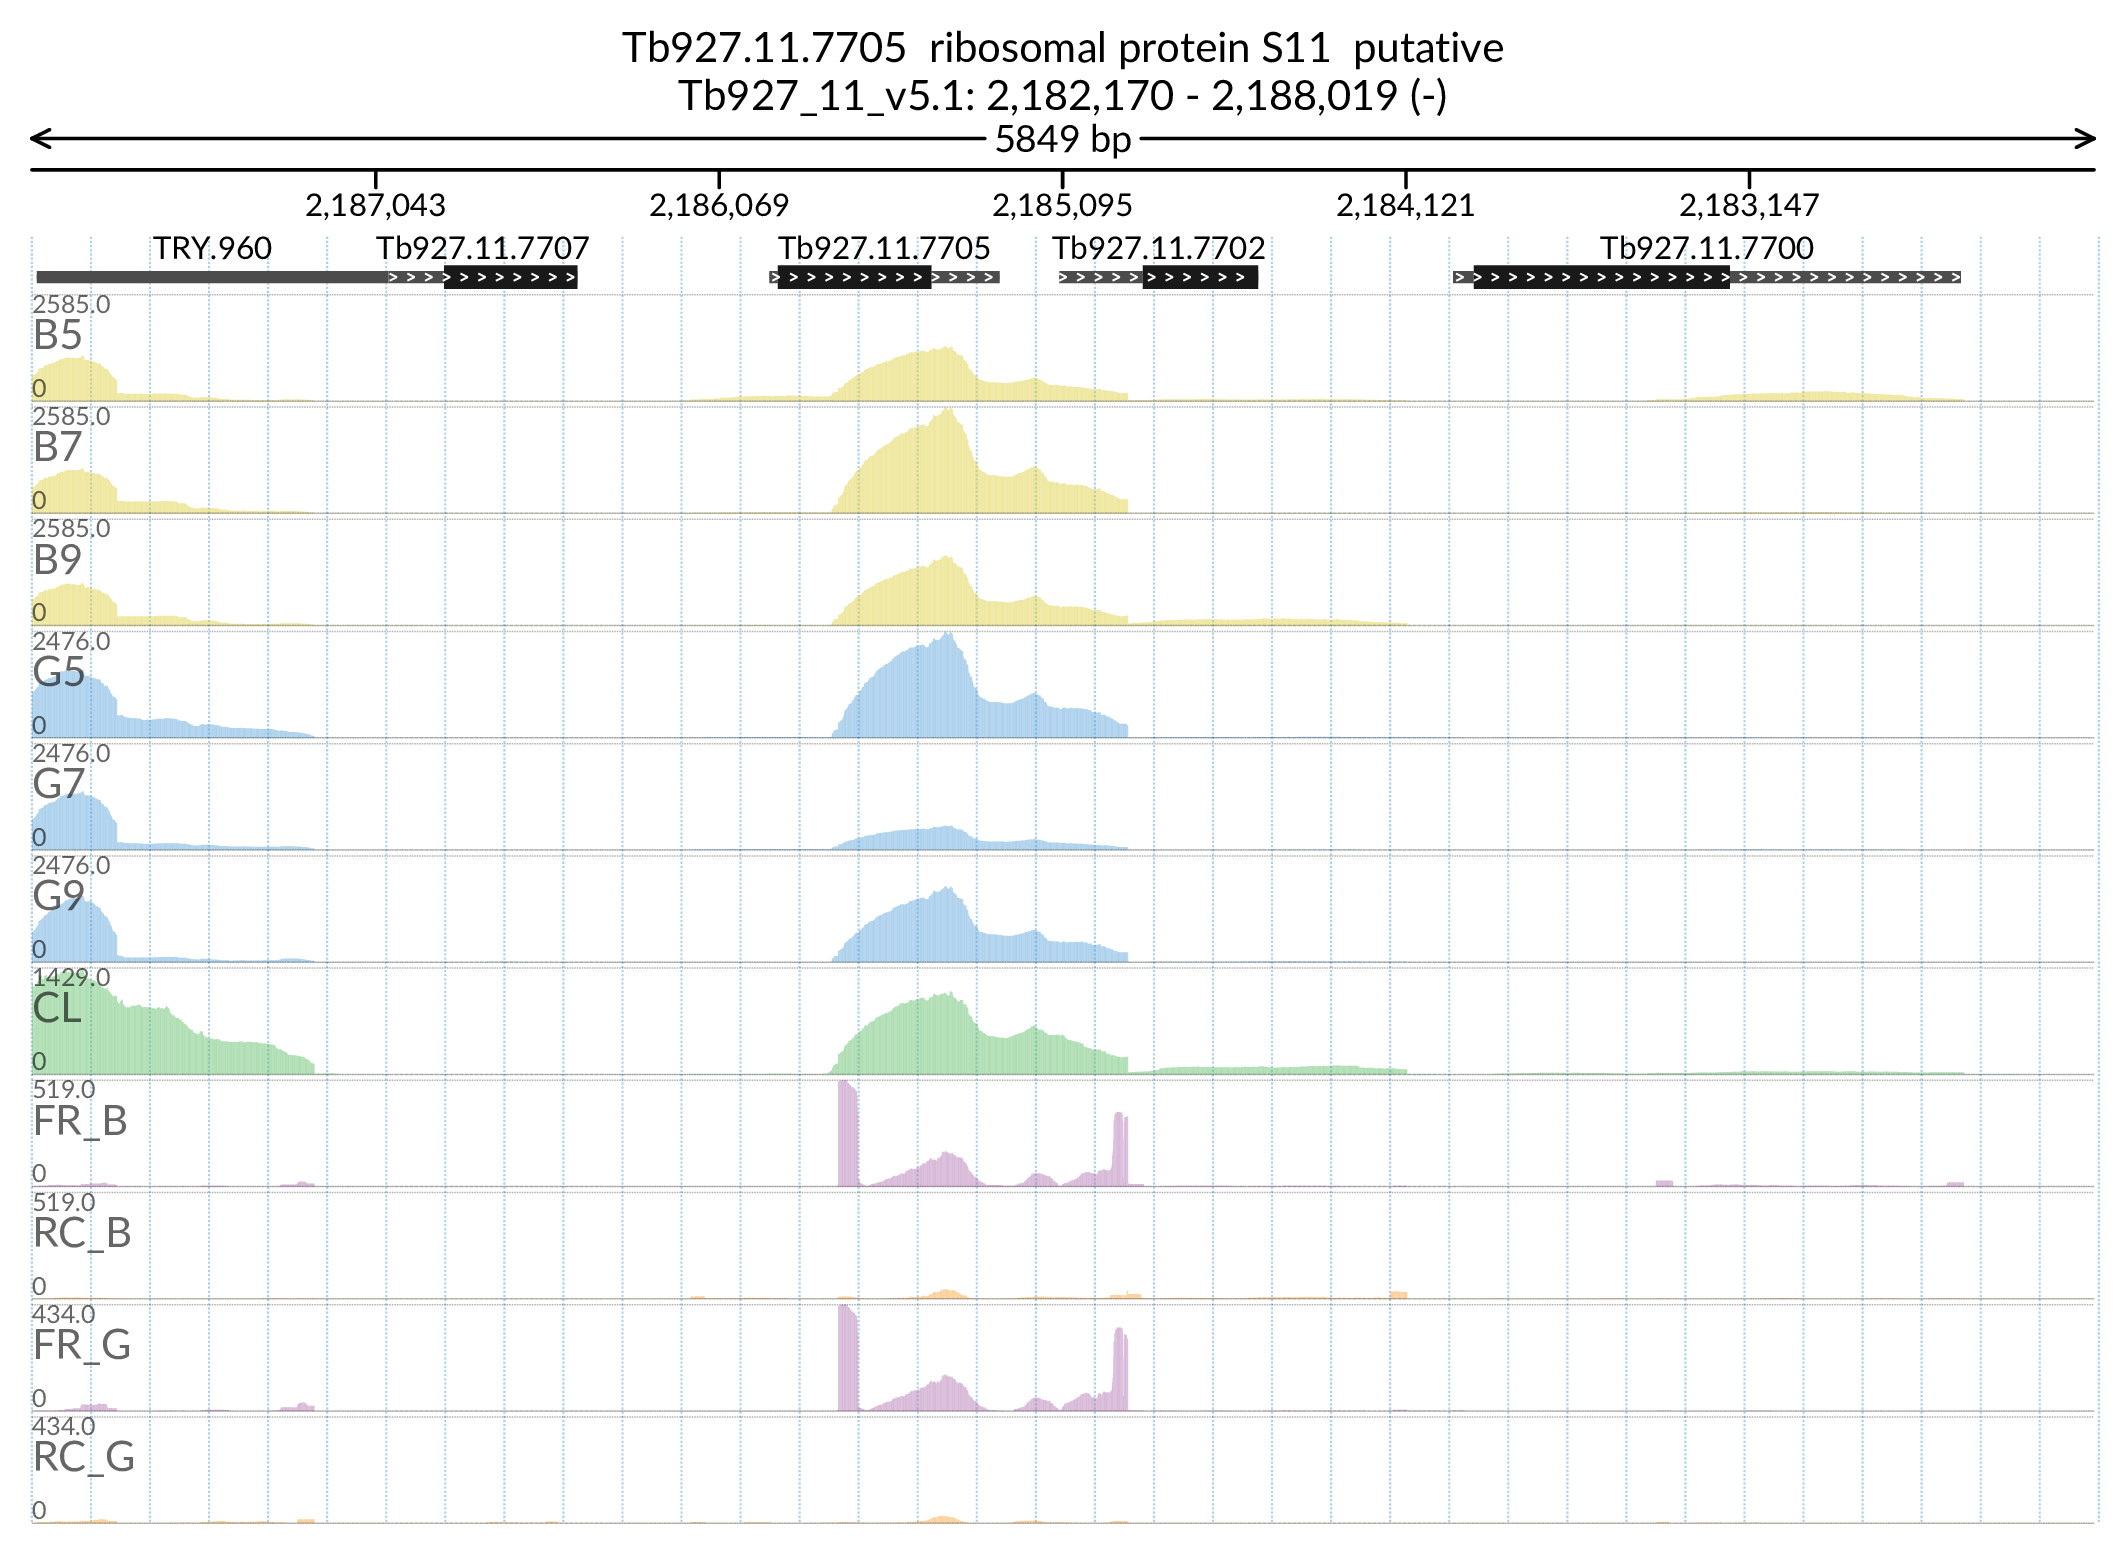 Tb927.11.7705 ribosomal protein S11 putative
Tb927_11_v5.1: 2,182,170 - 2,188,019 (-)
5849 bp
2,187,043 2,186,069 2,185,095 2,184,121 2,183,147
TRY.960 Tb927.11.7707 Tb927.11.7705 Tb927.11.7702 Tb927.11.7700
2585.0
B5
0
2585.0
B7
0
2585.0
B9
0
2476.0
G5
0
2476.0
G7
0
2476.0
G9
0
1429.0
CL
0
519.0
FR_B
0
519.0
RC_B
0
434.0
FR_G
0
434.0
RC_G
0